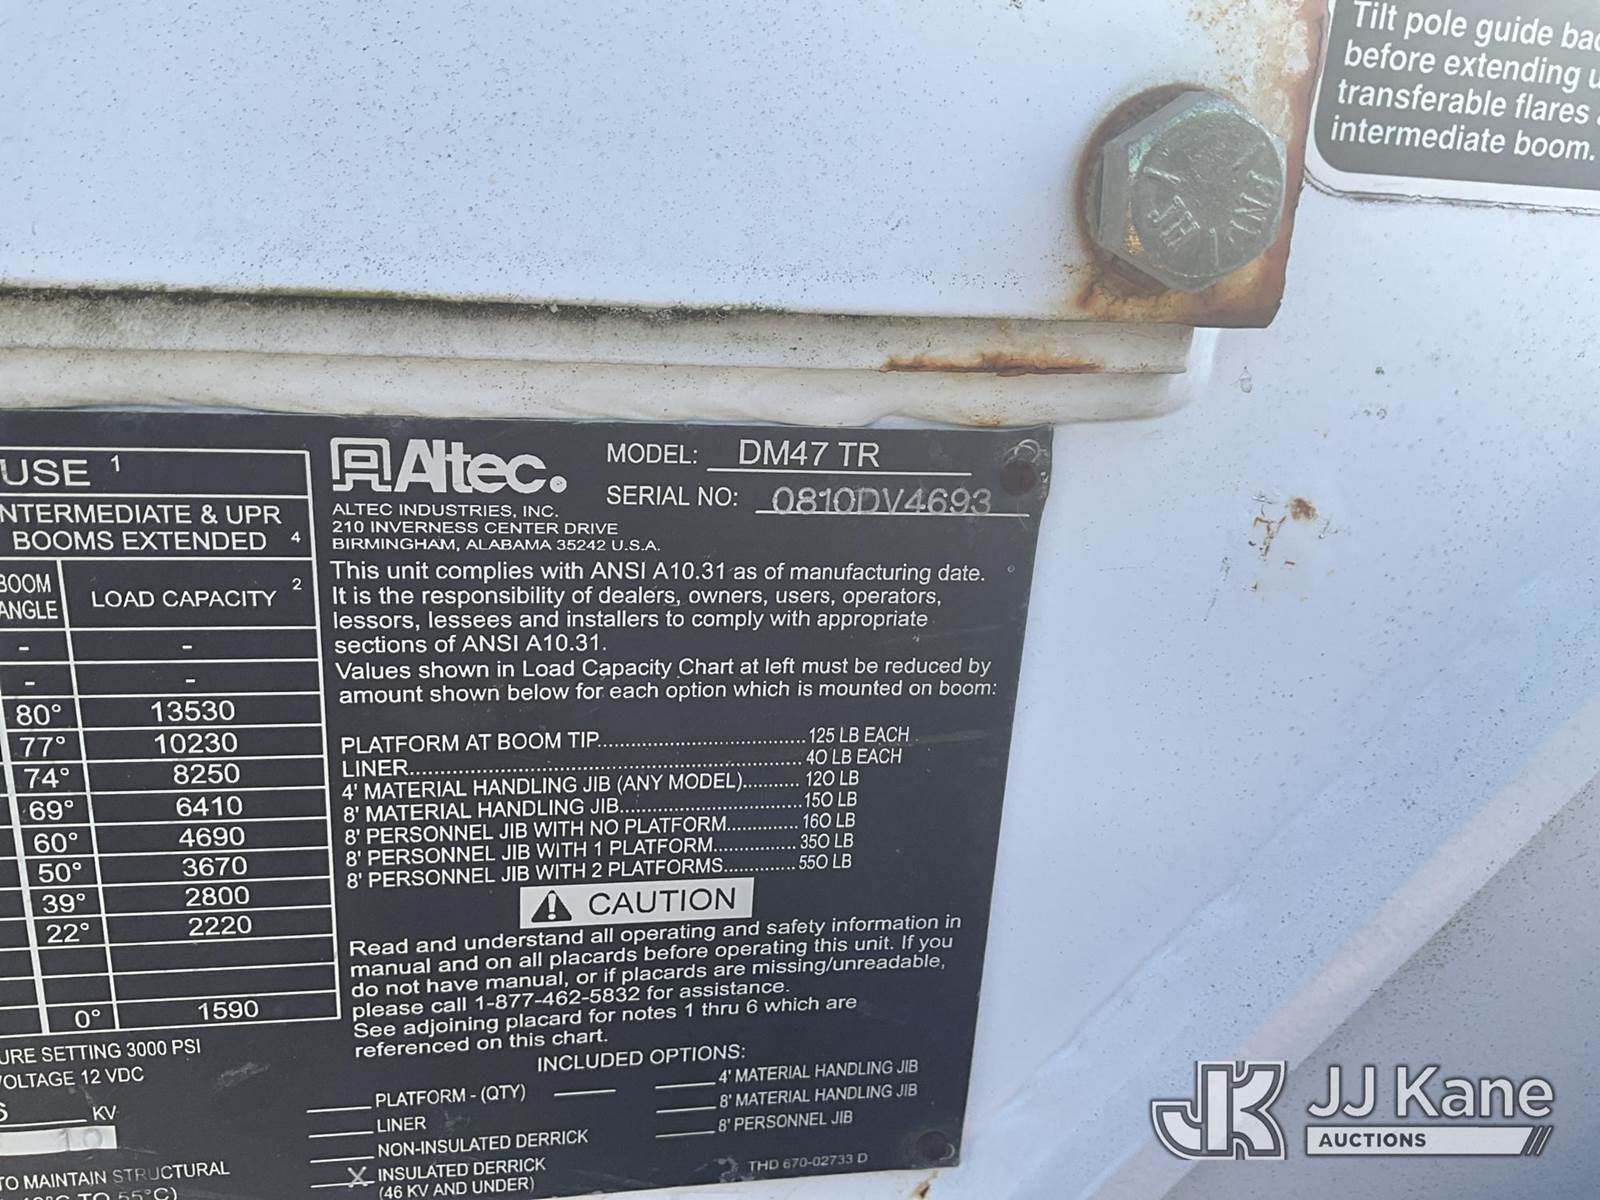 Tilt pole guide
before extending
transferable flares
intermediate boom.
JH
USE 1
INTERMEDIATE & UPR
BOOMS EXTENDED 4
BOOM
ANGLE
LOAD CAPACITY 2
- -
- -
80° 13530
77° 10230
74° 8250
69° 6410
60° 4690
50° 3670
39° 2800
22° 2220
0° 1590
SETTING 3000 PSI
VOLTAGE 12 VDC
KV
10
TO MAINTAIN STRUCTURAL
TO 55°C)
Altec.
ALTEC INDUSTRIES, INC.
210 INVERNESS CENTER DRIVE
BIRMINGHAM, ALABAMA 35242 U.S.A.
MODEL: DM47 TR
SERIAL NO: 0810DV4693
This unit complies with ANSI A10.31 as of manufacturing date.
It is the responsibility of dealers, owners, users, operators,
lessors, lessees and installers to comply with appropriate
sections of ANSI A10.31.
Values shown in Load Capacity Chart at left must be reduced by
amount shown below for each option which is mounted on boom:
PLATFORM AT BOOM TIP..........125 LB EACH
LINER..........40 LB EACH
4' MATERIAL HANDLING JIB (ANY MODEL)..........120 LB
8' MATERIAL HANDLING JIB..........150 LB
8' PERSONNEL JIB WITH NO PLATFORM..........160 LB
8' PERSONNEL JIB WITH 1 PLATFORM..........350 LB
8' PERSONNEL JIB WITH 2 PLATFORMS..........550 LB
CAUTION
Read and understand all operating and safety information in
manual and on all placards before operating this unit. If you
do not have manual, or if placards are missing/unreadable,
please call 1-877-462-5832 for assistance.
See adjoining placard for notes 1 thru 6 which are
referenced on this chart.
INCLUDED OPTIONS:
PLATFORM - (QTY)
LINER
NON-INSULATED DERRICK
X INSULATED DERRICK
(46 KV AND UNDER)
4' MATERIAL HANDLING JIB
8' MATERIAL HANDLING JIB
8' PERSONNEL JIB
THD 670-02733 D
JK JJ Kane
AUCTIONS